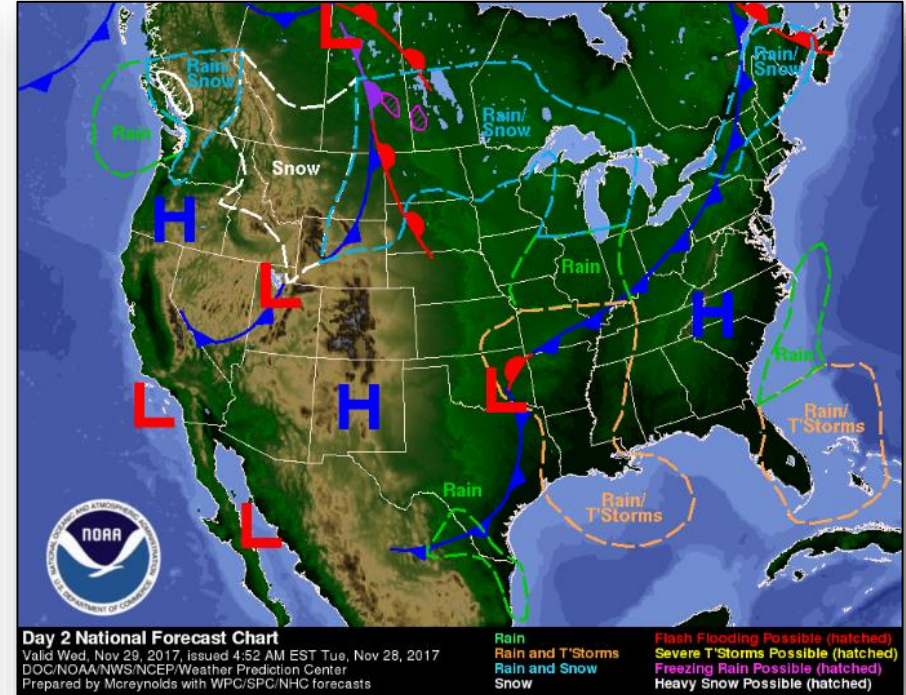 L
Rain/
Snow
Rain/
Snow
Rain/
Snow
Rain
Snow
H
Rain
L
H
Rain
L
L
H
Rain/
T'Storms
Rain
Rain/
T'Storms
L
NATIONAL OCEANIC AND ATMOSPHERIC ADMINISTRATION
NOAA
U.S. DEPARTMENT OF COMMERCE
Day 2 National Forecast Chart
Valid Wed, Nov 29, 2017, issued 4:52 AM EST Tue, Nov 28, 2017
DOC/NOAA/NWS/NCEP/Weather Prediction Center
Prepared by Mcreynolds with WPC/SPC/NHC forecasts
Rain
Rain and T'Storms
Rain and Snow
Snow
Flash Flooding Possible (hatched)
Severe T'Storms Possible (hatched)
Freezing Rain Possible (hatched)
Heavy Snow Possible (hatched)